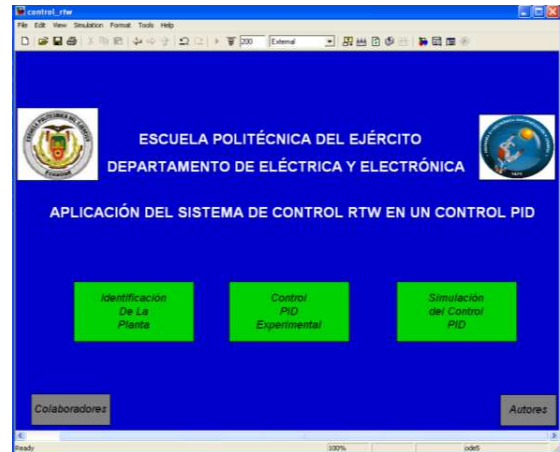 control_rtw
File Edit View Simulation Format Tools Help
200 External
ESCUELA POLITÉCNICA DEL EJÉRCITO
DEPARTAMENTO DE ELÉCTRICA Y ELECTRÓNICA
APLICACIÓN DEL SISTEMA DE CONTROL RTW EN UN CONTROL PID
Identificación
De La
Planta
Control
PID
Experimental
Simulación
del Control
PID
Colaboradores
Autores
Ready 100% ode5